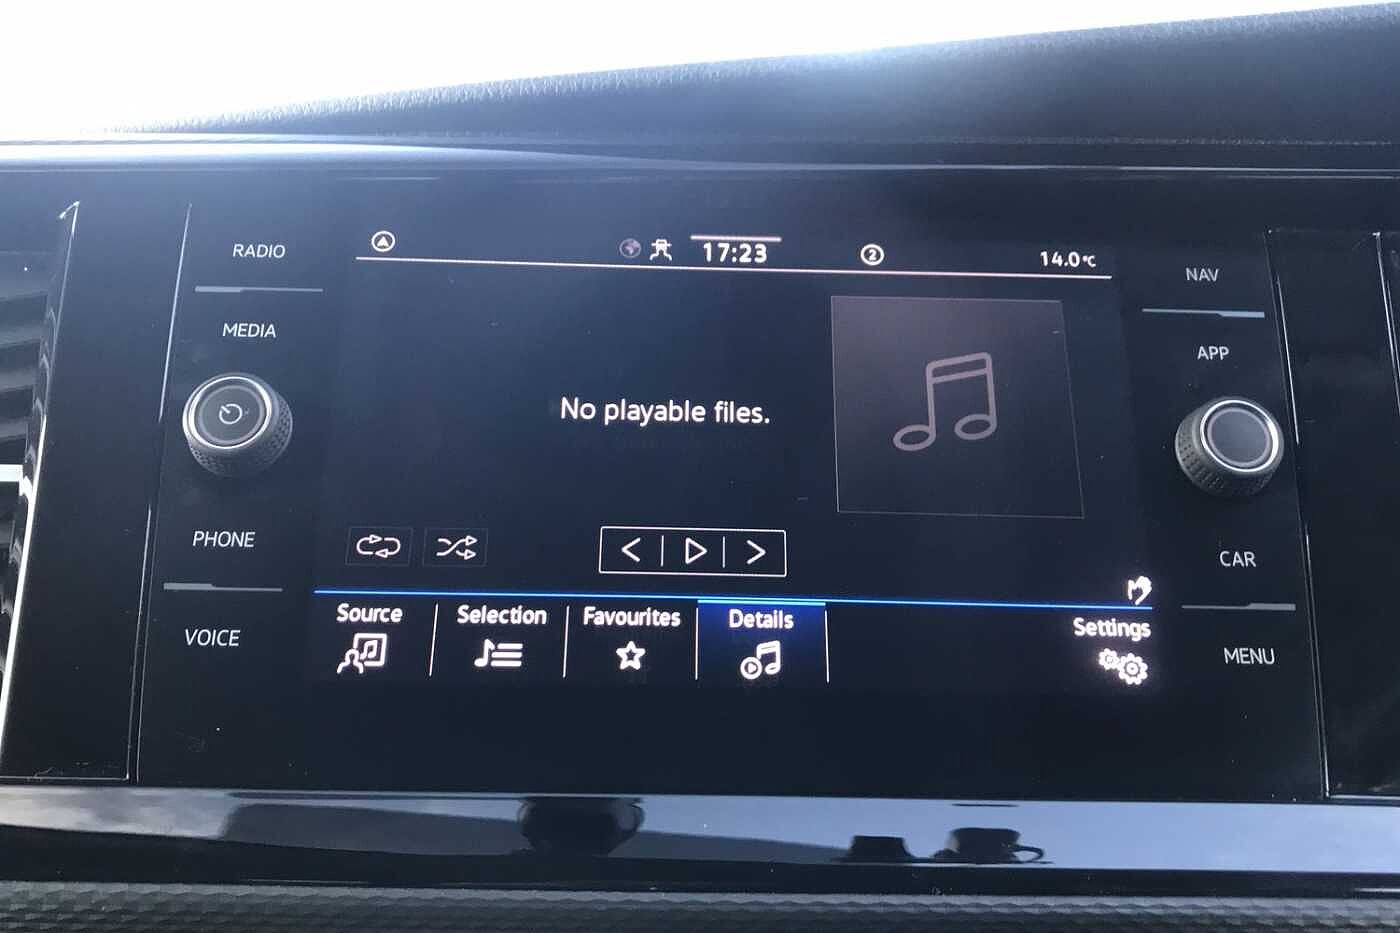 RADIO
MEDIA
PHONE
VOICE
17:23
2
14.0°C
No playable files.
Source
Selection
Favourites
Details
Settings
NAV
APP
CAR
MENU